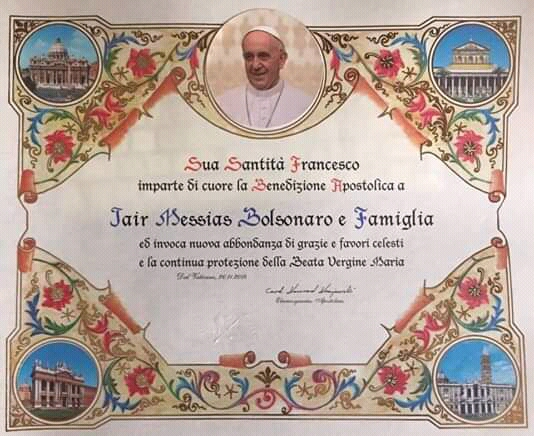 Sua Santità Francesco
imparte di cuore la Benedizione Apostolica a
Jair Messias Bolsonaro e Famiglia
ed invoca nuova abbondanza di grazie e favori celesti
e la continua protezione della Beata Vergine Maria
Dal Vaticano,